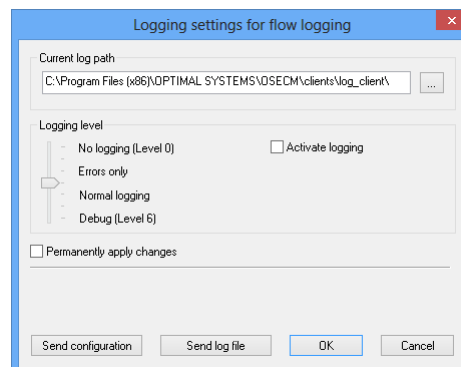 Logging settings for flow logging
Current log path
C:\Program Files (x86)\OPTIMAL SYSTEMS\OSECM\clients\log_client\
...
Logging level
No logging (Level 0)
Activate logging
Errors only
Normal logging
Debug (Level 6)
Permanently apply changes
Send configuration
Send log file
OK
Cancel